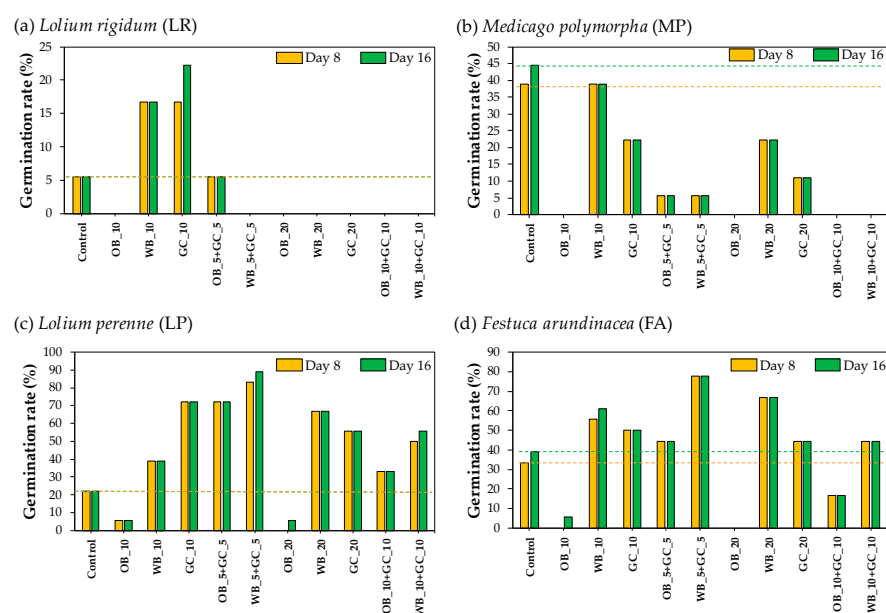 (a) Lolium rigidum (LR)
Germination rate (%)
25
20
15
10
5
0
Day 8 Day 16
Control OB_10 WB_10 GC_10 OB_5+GC_5 WB_5+GC_5 OB_20 WB_20 GC_20 OB_10+GC_10 WB_10+GC_10
(b) Medicago polymorpha (MP)
Germination rate (%)
50
45
40
35
30
25
20
15
10
5
0
Day 8 Day 16
Control OB_10 WB_10 GC_10 OB_5+GC_5 WB_5+GC_5 OB_20 WB_20 GC_20 OB_10+GC_10 WB_10+GC_10
(c) Lolium perenne (LP)
Germination rate (%)
100
90
80
70
60
50
40
30
20
10
0
Day 8 Day 16
Control OB_10 WB_10 GC_10 OB_5+GC_5 WB_5+GC_5 OB_20 WB_20 GC_20 OB_10+GC_10 WB_10+GC_10
(d) Festuca arundinacea (FA)
Germination rate (%)
90
80
70
60
50
40
30
20
10
0
Day 8 Day 16
Control OB_10 WB_10 GC_10 OB_5+GC_5 WB_5+GC_5 OB_20 WB_20 GC_20 OB_10+GC_10 WB_10+GC_10